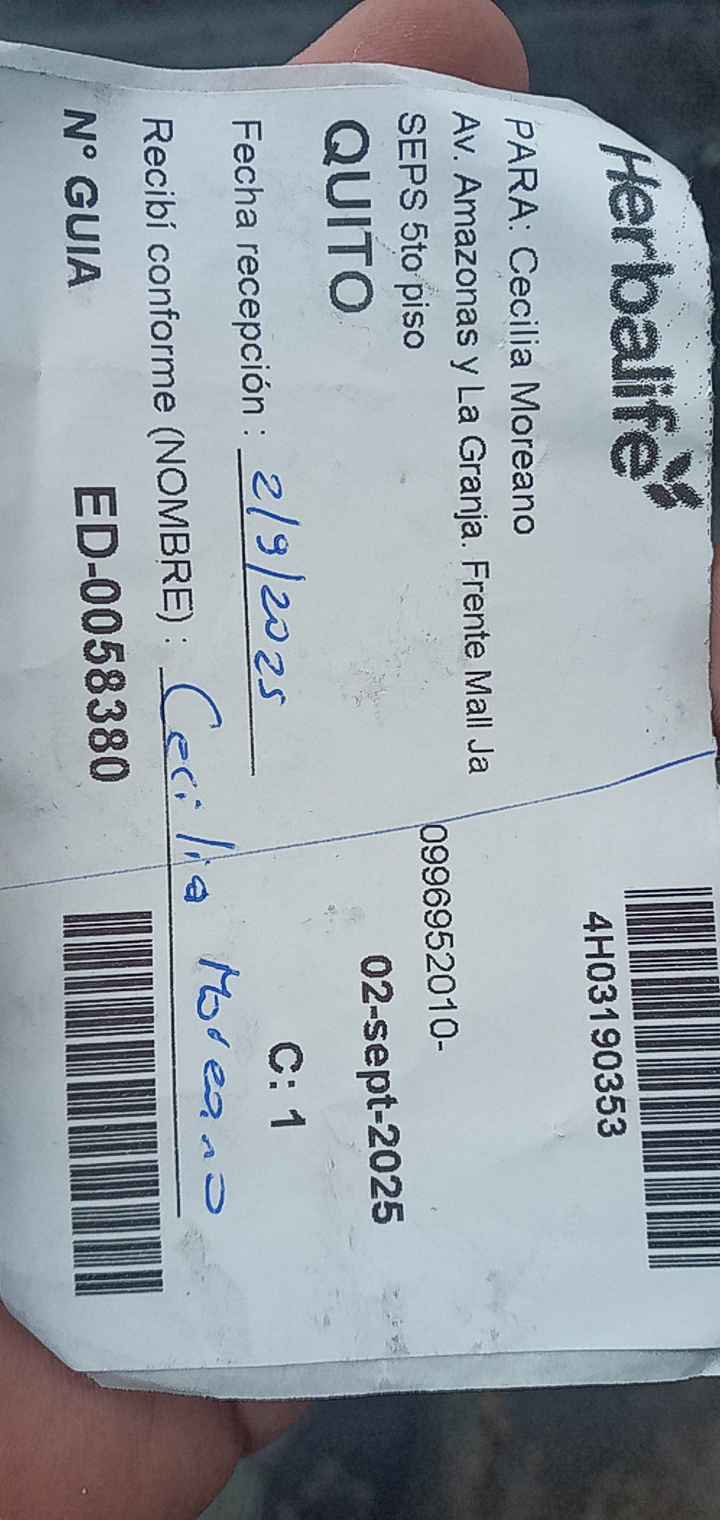 Herbalife
4H03190353
PARA: Cecilia Moreano
Av. Amazonas y La Granja. Frente Mall Ja
0996952010-
SEPS 5to piso
02-sept-2025
QUITO
C: 1
Fecha recepción : 2/9/2025
Recibí conforme (NOMBRE) : Cecilia Moreano
N° GUIA ED-0058380